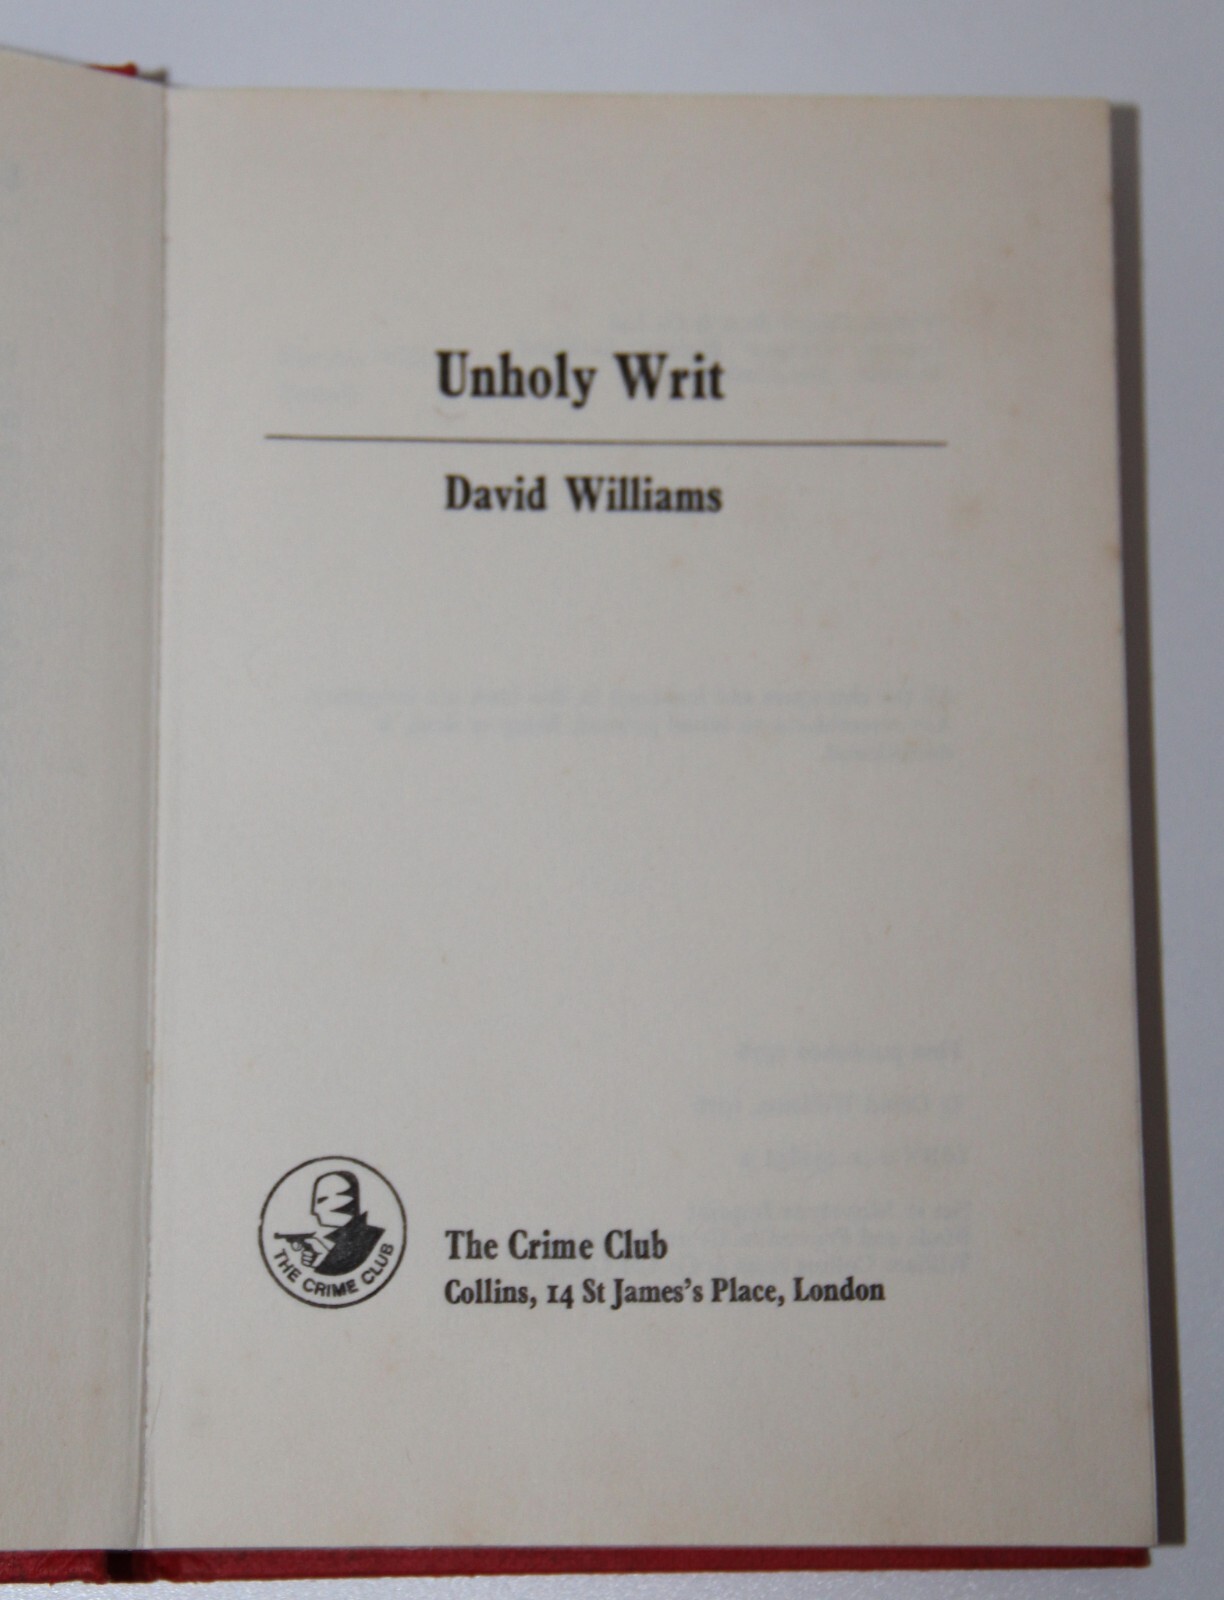 Unholy Writ
David Williams
THE CRIME CLUB
The Crime Club
Collins, 14 St James's Place, London